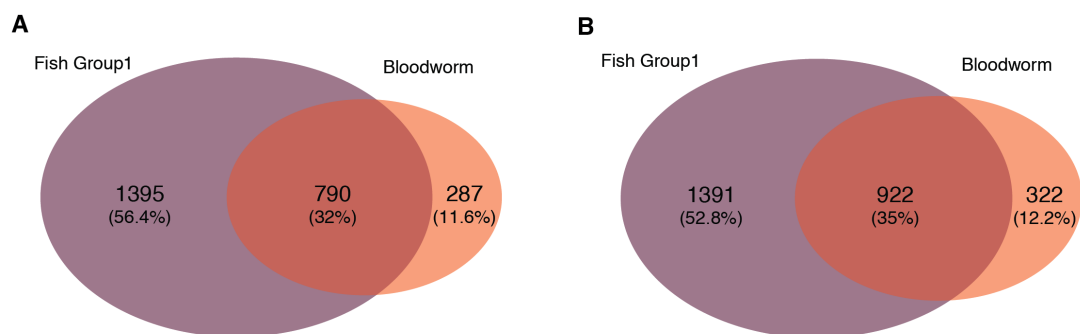 A
Fish Group1
Bloodworm
1395
(56.4%)
790
(32%)
287
(11.6%)
B
Fish Group1
Bloodworm
1391
(52.8%)
922
(35%)
322
(12.2%)